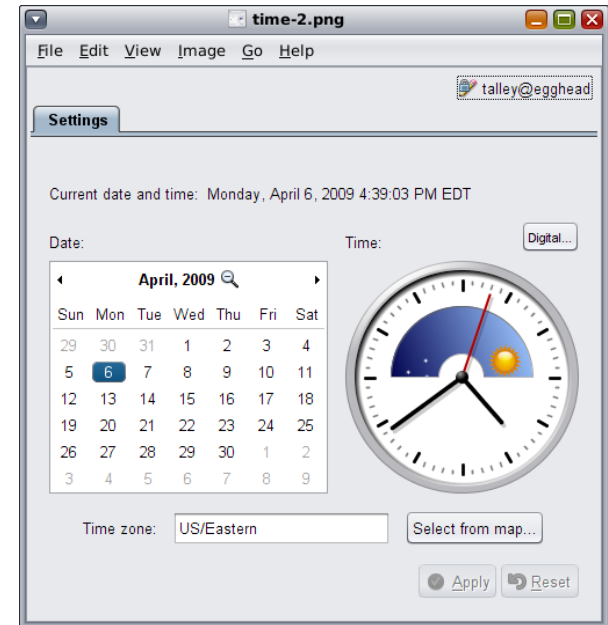 time-2.png
File Edit View Image Go Help
talley@egghead
Settings
Current date and time: Monday, April 6, 2009 4:39:03 PM EDT
Date:
Time:
Digital...
April, 2009
Sun Mon Tue Wed Thu Fri Sat
29 30 31 1 2 3 4
5 6 7 8 9 10 11
12 13 14 15 16 17 18
19 20 21 22 23 24 25
26 27 28 29 30 1 2
3 4 5 6 7 8 9
Time zone: US/Eastern Select from map...
Apply Reset